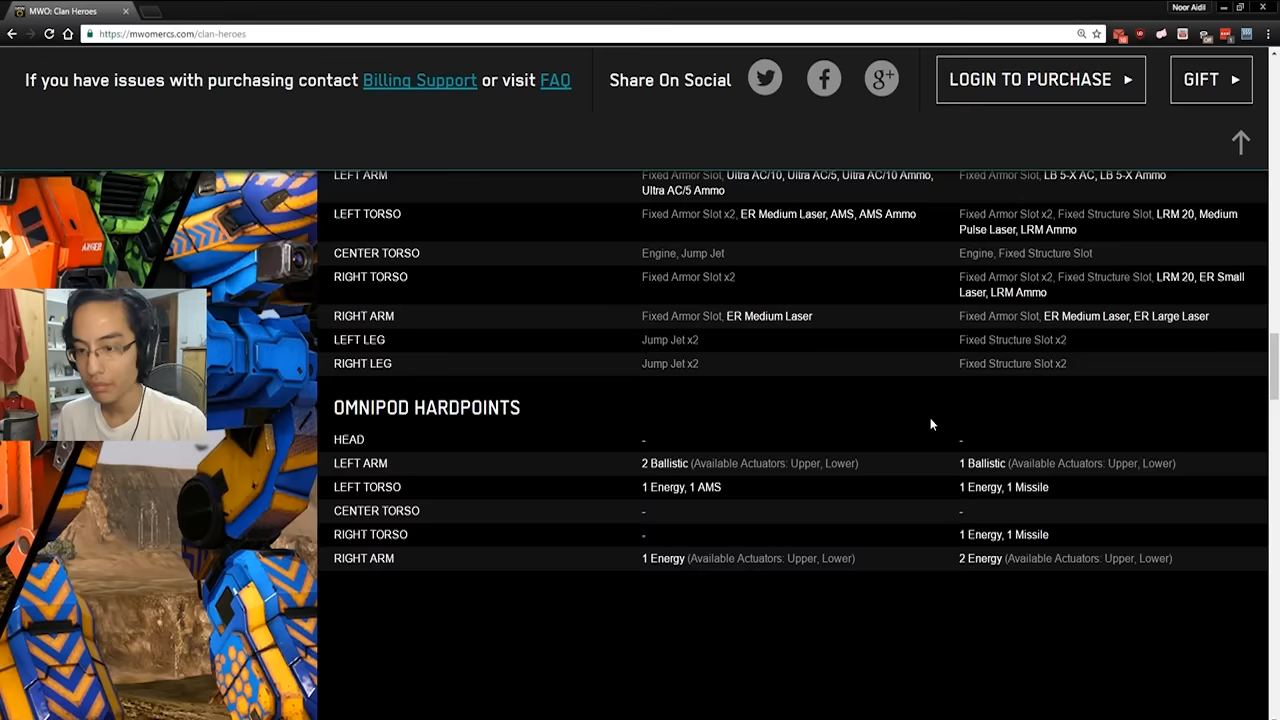 MWO: Clan Heroes
Noor Aidil
https://mwomercs.com/clan-heroes
If you have issues with purchasing contact Billing Support or visit FAQ
Share On Social
g+
LOGIN TO PURCHASE
GIFT
LEFT ARM
Fixed Armor Slot, Ultra AC/10, Ultra AC/5, Ultra AC/10 Ammo,
Ultra AC/5 Ammo
Fixed Armor Slot, LB 5-X AC, LB 5-X Ammo
LEFT TORSO
Fixed Armor Slot x2, ER Medium Laser, AMS, AMS Ammo
Fixed Armor Slot x2, Fixed Structure Slot, LRM 20, Medium
Pulse Laser, LRM Ammo
CENTER TORSO
Engine, Jump Jet
Engine, Fixed Structure Slot
RIGHT TORSO
Fixed Armor Slot x2
Fixed Armor Slot x2, Fixed Structure Slot, LRM 20, ER Small
Laser, LRM Ammo
RIGHT ARM
Fixed Armor Slot, ER Medium Laser
Fixed Armor Slot, ER Medium Laser, ER Large Laser
LEFT LEG
Jump Jet x2
Fixed Structure Slot x2
RIGHT LEG
Jump Jet x2
Fixed Structure Slot x2
OMNIPOD HARDPOINTS
HEAD
-
-
LEFT ARM
2 Ballistic (Available Actuators: Upper, Lower)
1 Ballistic (Available Actuators: Upper, Lower)
LEFT TORSO
1 Energy, 1 AMS
1 Energy, 1 Missile
CENTER TORSO
-
-
RIGHT TORSO
-
1 Energy, 1 Missile
RIGHT ARM
1 Energy (Available Actuators: Upper, Lower)
2 Energy (Available Actuators: Upper, Lower)